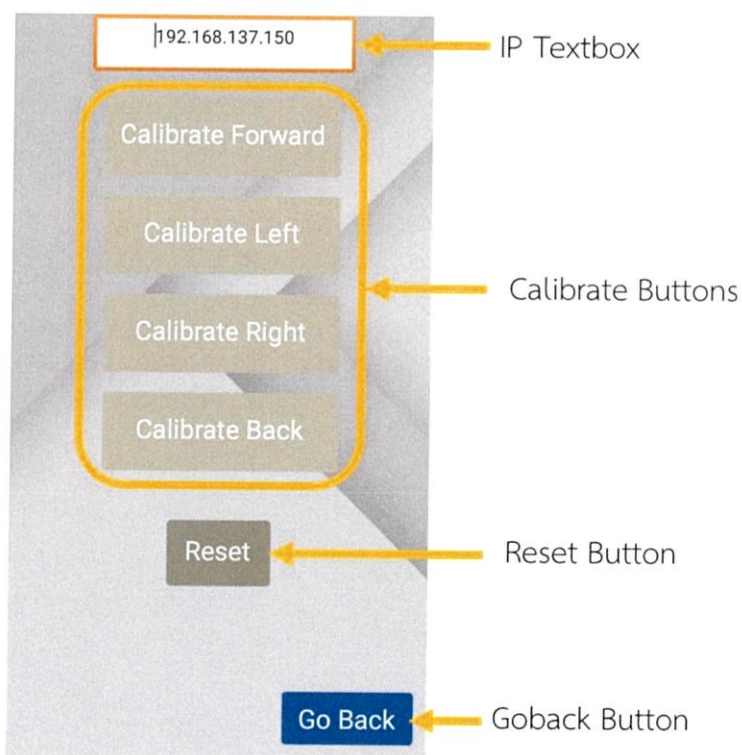 192.168.137.150
IP Textbox
Calibrate Forward
Calibrate Left
Calibrate Buttons
Calibrate Right
Calibrate Back
Reset
Reset Button
Go Back
Goback Button